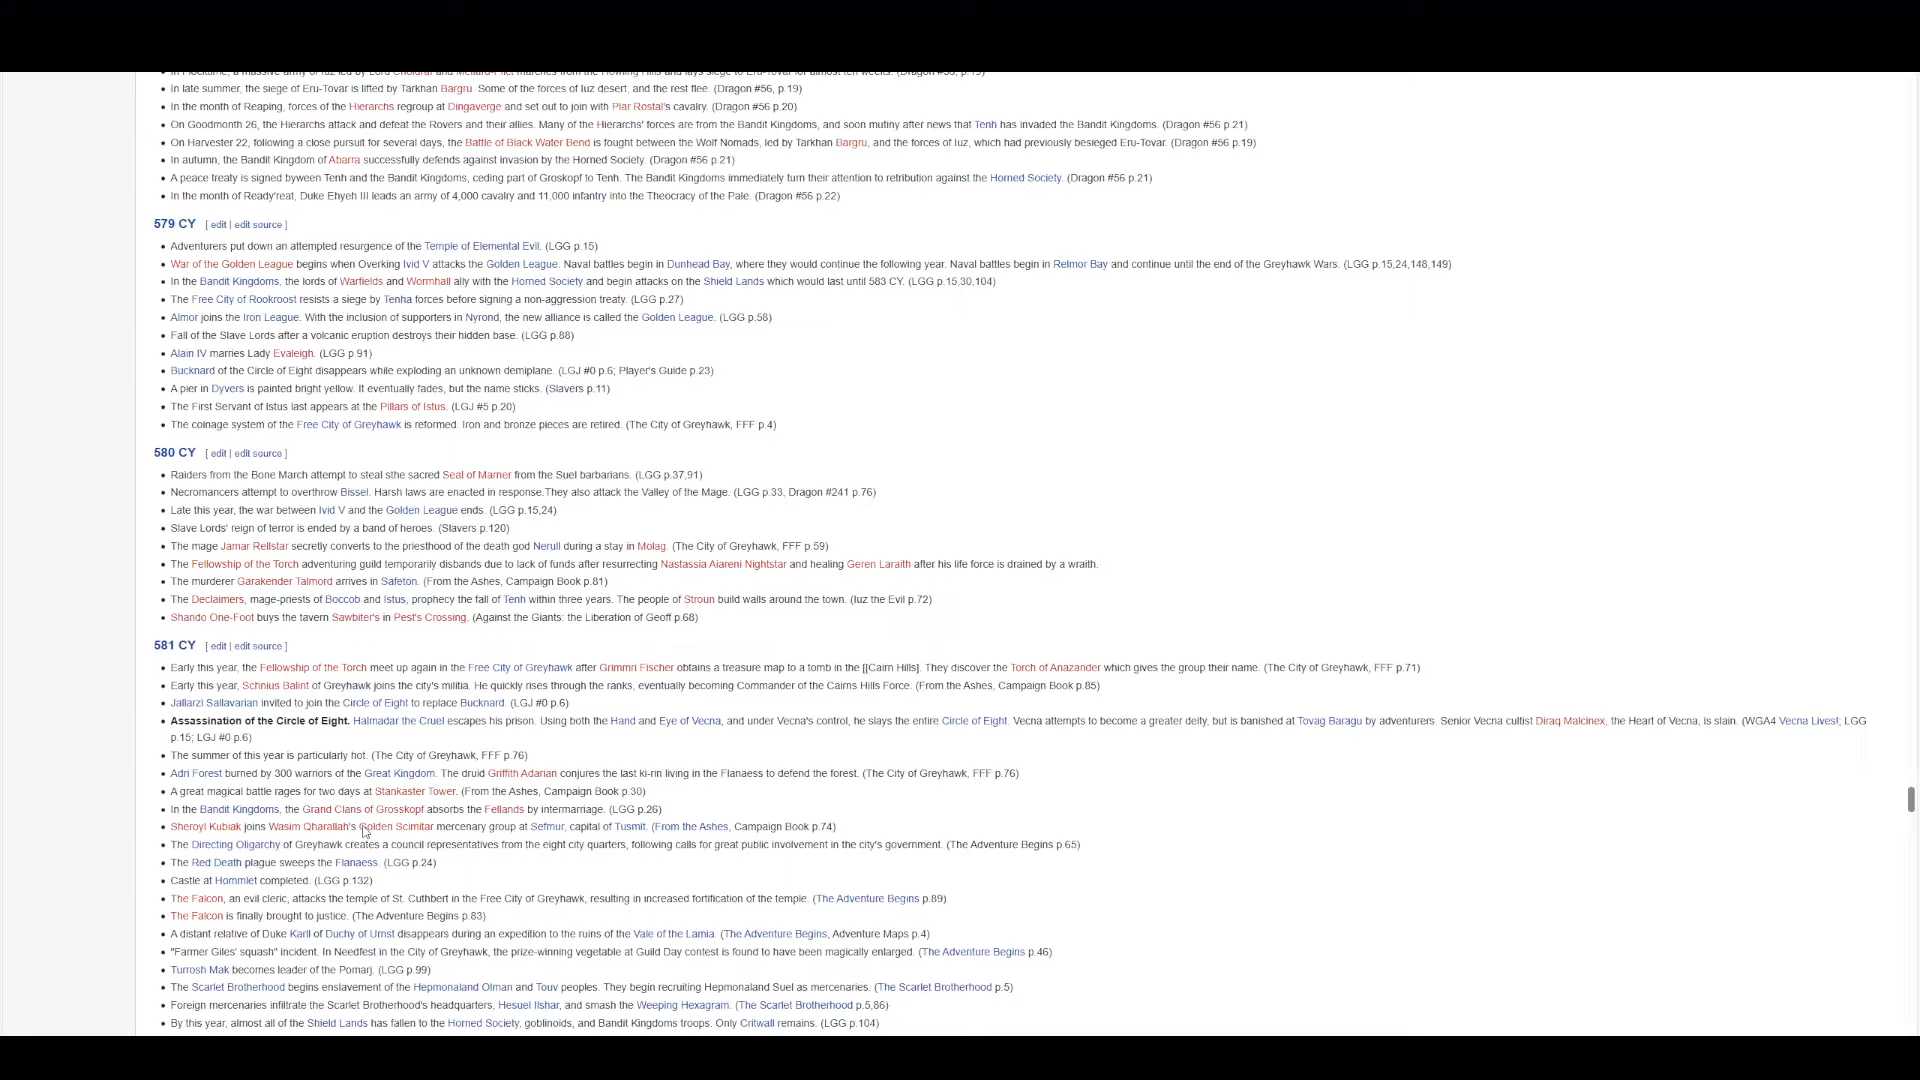 In Flocktime, a massive army of Iuz led by Lord Choldraf and Mellard-Plict marches from the Howling Hills and lays siege to Eru-Tovar for almost ten weeks. (Dragon #56, p.19)
In late summer, the siege of Eru-Tovar is lifted by Tarkhan Bargru. Some of the forces of Iuz desert, and the rest flee. (Dragon #56, p.19)
In the month of Reaping, forces of the Hierarchs regroup at Dingaverge and set out to join with Plar Rostal's cavalry. (Dragon #56 p.20)
On Goodmonth 26, the Hierarchs attack and defeat the Rovers and their allies. Many of the Hierarchs' forces are from the Bandit Kingdoms, and soon mutiny after news that Tenh has invaded the Bandit Kingdoms. (Dragon #56 p.21)
On Harvester 22, following a close pursuit for several days, the Battle of Black Water Bend is fought between the Wolf Nomads, led by Tarkhan Bargru, and the forces of Iuz, which had previously besieged Eru-Tovar. (Dragon #56 p.19)
In autumn, the Bandit Kingdom of Abarra successfully defends against invasion by the Horned Society. (Dragon #56 p.21)
A peace treaty is signed byween Tenh and the Bandit Kingdoms, ceding part of Groskopf to Tenh. The Bandit Kingdoms immediately turn their attention to retribution against the Horned Society. (Dragon #56 p.21)
In the month of Ready'reat, Duke Ehyeh III leads an army of 4,000 cavalry and 11,000 infantry into the Theocracy of the Pale. (Dragon #56 p.22)
579 CY [ edit | edit source ]
Adventurers put down an attempted resurgence of the Temple of Elemental Evil. (LGG p.15)
War of the Golden League begins when Overking Ivid V attacks the Golden League. Naval battles begin in Dunhead Bay, where they would continue the following year. Naval battles begin in Relmor Bay and continue until the end of the Greyhawk Wars. (LGG p.15,24,148,149)
In the Bandit Kingdoms, the lords of Warfields and Wormhall ally with the Horned Society and begin attacks on the Shield Lands which would last until 583 CY. (LGG p.15,30,104)
The Free City of Rookroost resists a siege by Tenha forces before signing a non-aggression treaty. (LGG p.27)
Almor joins the Iron League. With the inclusion of supporters in Nyrond, the new alliance is called the Golden League. (LGG p.58)
Fall of the Slave Lords after a volcanic eruption destroys their hidden base. (LGG p.88)
Alain IV marries Lady Evaleigh. (LGG p.91)
Bucknard of the Circle of Eight disappears while exploding an unknown demiplane. (LGJ #0 p.6; Player's Guide p.23)
A pier in Dyvers is painted bright yellow. It eventually fades, but the name sticks. (Slavers p.11)
The First Servant of Istus last appears at the Pillars of Istus. (LGJ #5 p.20)
The coinage system of the Free City of Greyhawk is reformed. Iron and bronze pieces are retired. (The City of Greyhawk, FFF p.4)
580 CY [ edit | edit source ]
Raiders from the Bone March attempt to steal sthe sacred Seal of Marner from the Suel barbarians. (LGG p.37,91)
Necromancers attempt to overthrow Bissel. Harsh laws are enacted in response.They also attack the Valley of the Mage. (LGG p.33, Dragon #241 p.76)
Late this year, the war between Ivid V and the Golden League ends. (LGG p.15,24)
Slave Lords' reign of terror is ended by a band of heroes. (Slavers p.120)
The mage Jamar Rellstar secretly converts to the priesthood of the death god Nerull during a stay in Molag. (The City of Greyhawk, FFF p.59)
The Fellowship of the Torch adventuring guild temporarily disbands due to lack of funds after resurrecting Nastassia Aiareni Nightstar and healing Geren Laraith after his life force is drained by a wraith.
The murderer Garakender Talmord arrives in Safeton. (From the Ashes, Campaign Book p.81)
The Declaimers, mage-priests of Boccob and Istus, prophecy the fall of Tenh within three years. The people of Stroun build walls around the town. (Iuz the Evil p.72)
Shando One-Foot buys the tavern Sawbiter's in Pest's Crossing. (Against the Giants: the Liberation of Geoff p.68)
581 CY [ edit | edit source ]
Early this year, the Fellowship of the Torch meet up again in the Free City of Greyhawk after Grimmri Fischer obtains a treasure map to a tomb in the [[Cairn Hills]. They discover the Torch of Anazander which gives the group their name. (The City of Greyhawk, FFF p.71)
Early this year, Schnius Balint of Greyhawk joins the city's militia. He quickly rises through the ranks, eventually becoming Commander of the Cairns Hills Force. (From the Ashes, Campaign Book p.85)
Jallarzi Sallavarian invited to join the Circle of Eight to replace Bucknard. (LGJ #0 p.6)
Assassination of the Circle of Eight. Halmadar the Cruel escapes his prison. Using both the Hand and Eye of Vecna, and under Vecna's control, he slays the entire Circle of Eight. Vecna attempts to become a greater deity, but is banished at Tovag Baragu by adventurers. Senior Vecna cultist Diraq Malcinex, the Heart of Vecna, is slain. (WGA4 Vecna Lives!; LGG
p.15; LGJ #0 p.6)
The summer of this year is particularly hot. (The City of Greyhawk, FFF p.76)
Adri Forest burned by 300 warriors of the Great Kingdom. The druid Griffith Adarian conjures the last ki-rin living in the Flanaess to defend the forest. (The City of Greyhawk, FFF p.76)
A great magical battle rages for two days at Stankaster Tower. (From the Ashes, Campaign Book p.30)
In the Bandit Kingdoms, the Grand Clans of Grosskopf absorbs the Fellands by intermarriage. (LGG p.26)
Sheroyl Kubiak joins Wasim Qharallah's Golden Scimitar mercenary group at Sefmur, capital of Tusmit. (From the Ashes, Campaign Book p.74)
The Directing Oligarchy of Greyhawk creates a council representatives from the eight city quarters, following calls for great public involvement in the city's government. (The Adventure Begins p.65)
The Red Death plague sweeps the Flanaess. (LGG p.24)
Castle at Hommlet completed. (LGG p.132)
The Falcon, an evil cleric, attacks the temple of St. Cuthbert in the Free City of Greyhawk, resulting in increased fortification of the temple. (The Adventure Begins p.89)
The Falcon is finally brought to justice. (The Adventure Begins p.83)
A distant relative of Duke Karll of Duchy of Urnst disappears during an expedition to the ruins of the Vale of the Lamia. (The Adventure Begins, Adventure Maps p.4)
"Farmer Giles' squash" incident. In Needfest in the City of Greyhawk, the prize-winning vegetable at Guild Day contest is found to have been magically enlarged. (The Adventure Begins p.46)
Turrosh Mak becomes leader of the Pomarj. (LGG p.99)
The Scarlet Brotherhood begins enslavement of the Hepmonaland Olman and Touv peoples. They begin recruiting Hepmonaland Suel as mercenaries. (The Scarlet Brotherhood p.5)
Foreign mercenaries infiltrate the Scarlet Brotherhood's headquarters, Hesuel Ilshar, and smash the Weeping Hexagram. (The Scarlet Brotherhood p.5,86)
By this year, almost all of the Shield Lands has fallen to the Horned Society, goblinoids, and Bandit Kingdoms troops. Only Critwall remains. (LGG p.104)